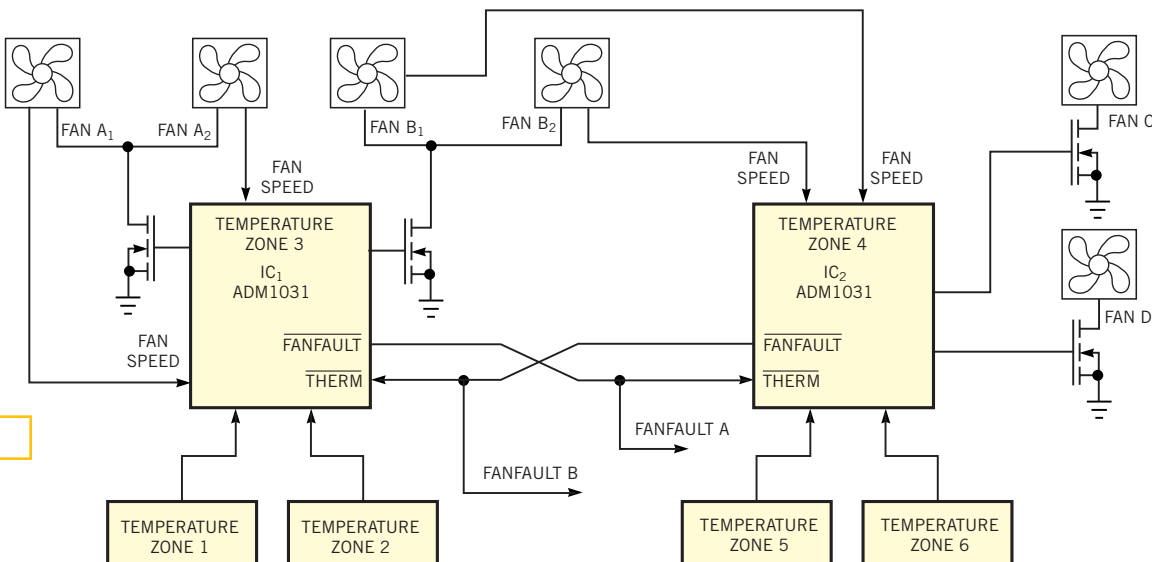 FAN A1
FAN A2
FAN B1
FAN B2
FAN C
FAN
SPEED
FAN
SPEED
FAN
SPEED
TEMPERATURE
ZONE 3
IC1
ADM1031
TEMPERATURE
ZONE 4
IC2
ADM1031
FAN D
FAN
SPEED
FANFAULT
THERM
FANFAULT
THERM
FANFAULT A
FANFAULT B
TEMPERATURE
ZONE 1
TEMPERATURE
ZONE 2
TEMPERATURE
ZONE 5
TEMPERATURE
ZONE 6